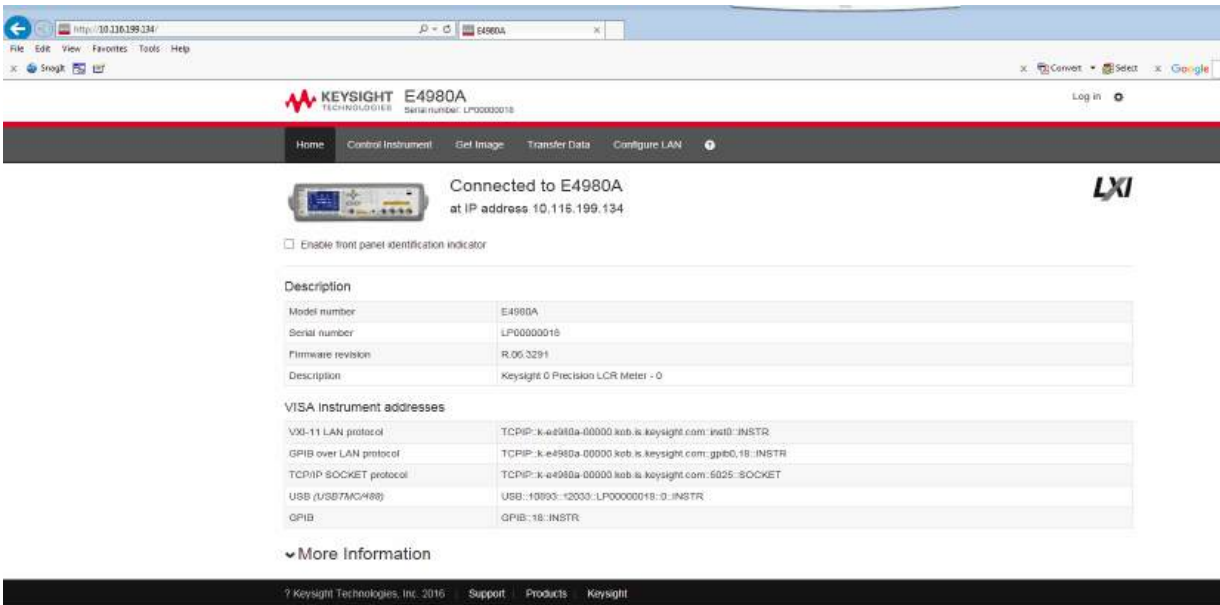 http://10.116.199.134/
E4980A
File Edit View Favorites Tools Help
x SnagIt
x Convert Select x Google
KEYSIGHT TECHNOLOGIES
E4980A
Serial number: LP00000018
Log in
Home Control Instrument Get Image Transfer Data Configure LAN ?
Connected to E4980A
LXI
at IP address 10.116.199.134
Enable front panel identification indicator
Description
Model number E4980A
Serial number LP00000018
Firmware revision R.06.3291
Description Keysight 0 Precision LCR Meter - 0
VISA instrument addresses
VXI-11 LAN protocol TCPIP::k-e4980a-00000.kob.is.keysight.com::inst0::INSTR
GPIB over LAN protocol TCPIP::k-e4980a-00000.kob.is.keysight.com::gpib0,18::INSTR
TCP/IP SOCKET protocol TCPIP::k-e4980a-00000.kob.is.keysight.com::5025::SOCKET
USB (USBTMC/488) USB::10893::12033::LP00000018::0::INSTR
GPIB GPIB::18::INSTR
More Information
? Keysight Technologies, Inc. 2016 Support Products Keysight